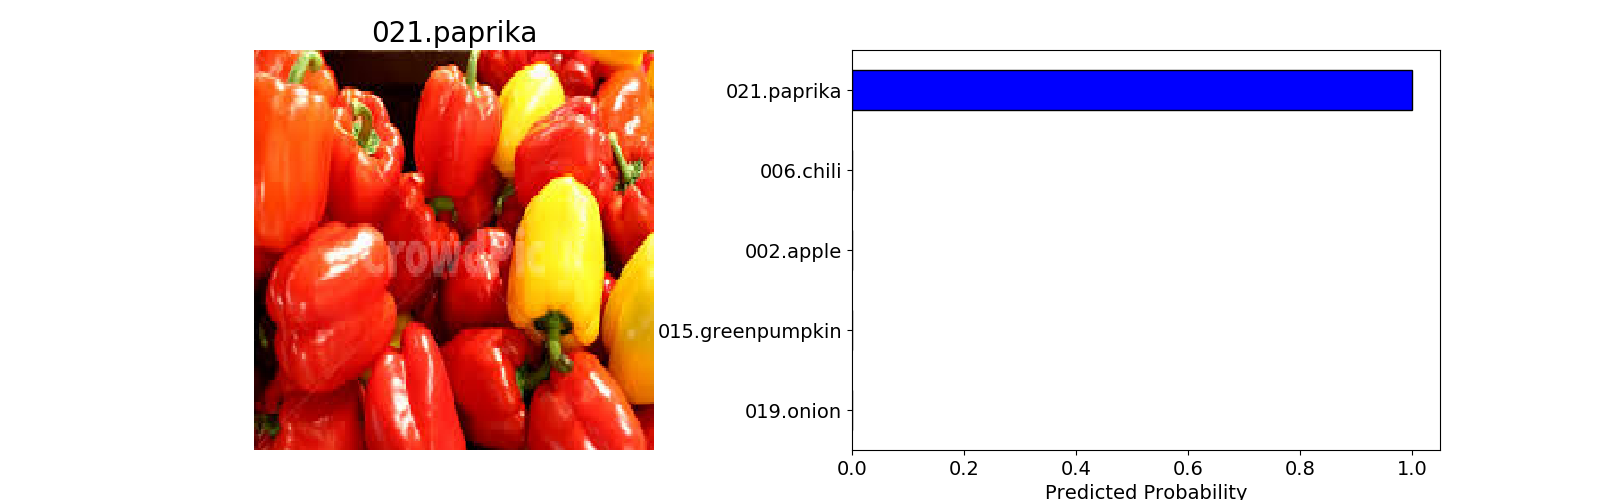 021.paprika
crowdpic
021.paprika
006.chili
002.apple
015.greenpumpkin
019.onion
0.0 0.2 0.4 0.6 0.8 1.0
Predicted Probability